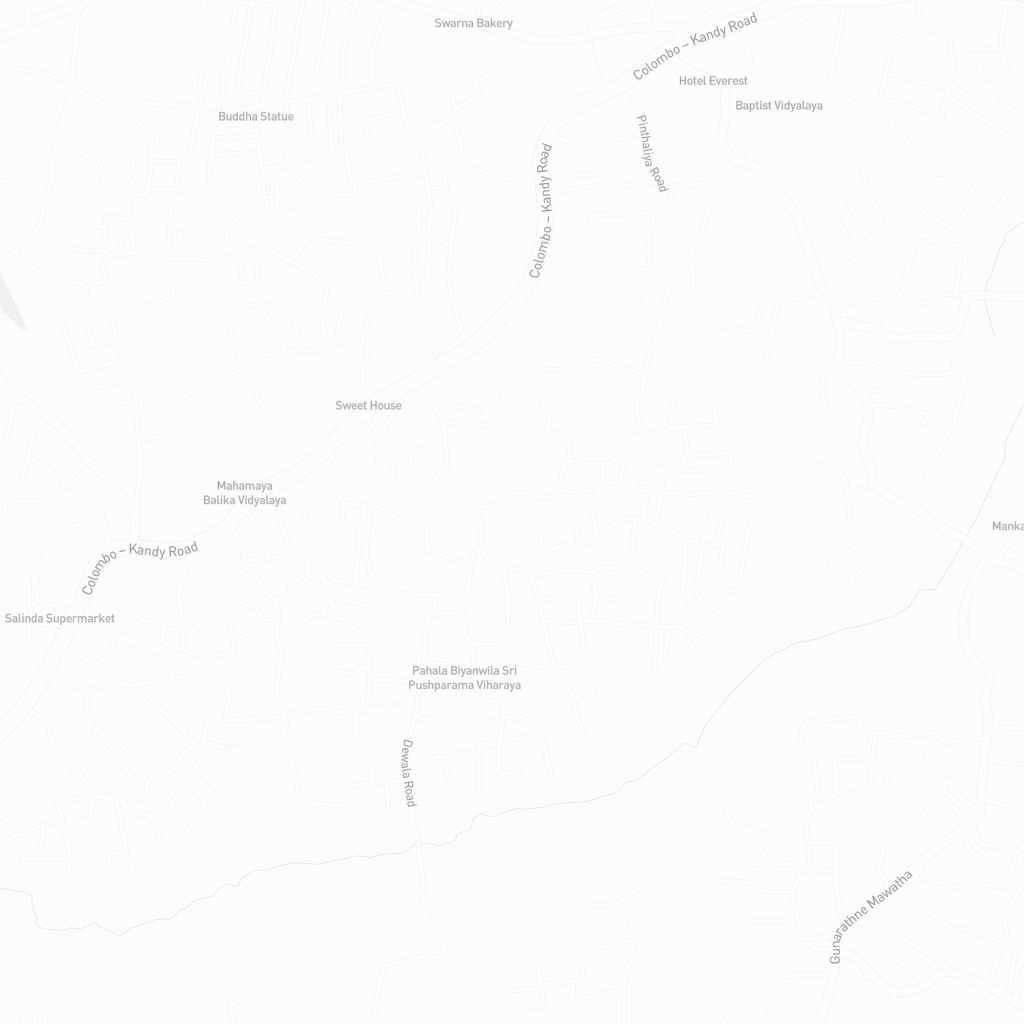 Swarna Bakery
Colombo – Kandy Road
Hotel Everest
Baptist Vidyalaya
Buddha Statue
Pinthaliya Road
Colombo – Kandy Road
Sweet House
Mahamaya
Balika Vidyalaya
Manka
Colombo – Kandy Road
Salinda Supermarket
Pahala Biyanwila Sri
Pushparama Viharaya
Dewala Road
Gunarathne Mawatha